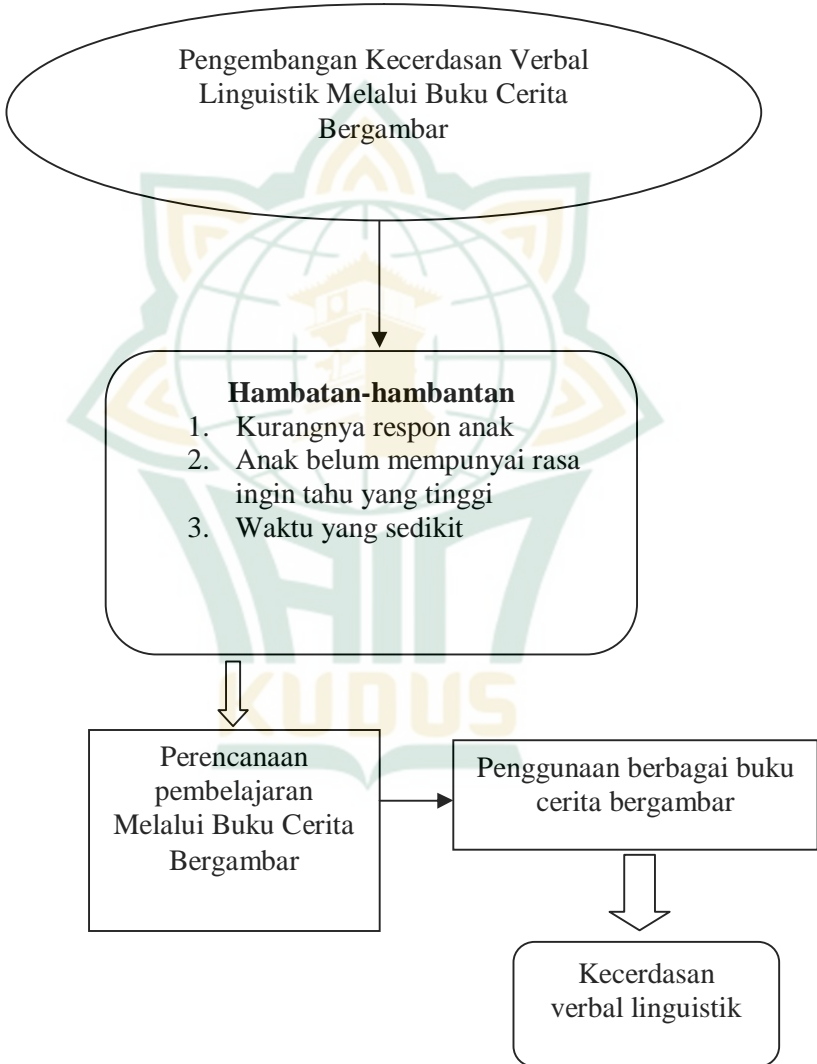 Pengembangan Kecerdasan Verbal
Linguistik Melalui Buku Cerita
Bergambar
Hambatan-hambantan
1. Kurangnya respon anak
2. Anak belum mempunyai rasa
ingin tahu yang tinggi
3. Waktu yang sedikit
KUDUS
Perencanaan
pembelajaran
Melalui Buku Cerita
Bergambar
Penggunaan berbagai buku
cerita bergambar
Kecerdasan
verbal linguistik